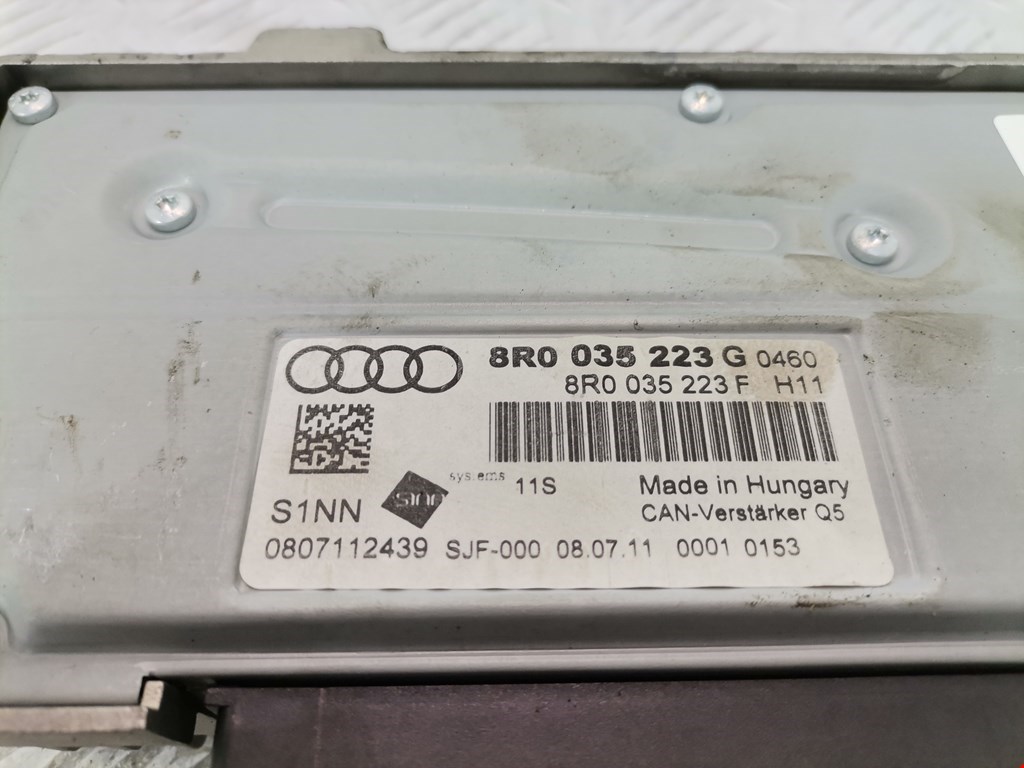 8R0 035 223 G 0460
8R0 035 223 F H11
systems 11S
S1NN
s1nn
Made in Hungary
CAN-Verstärker Q5
0807112439 SJF-000 08.07.11 0001 0153